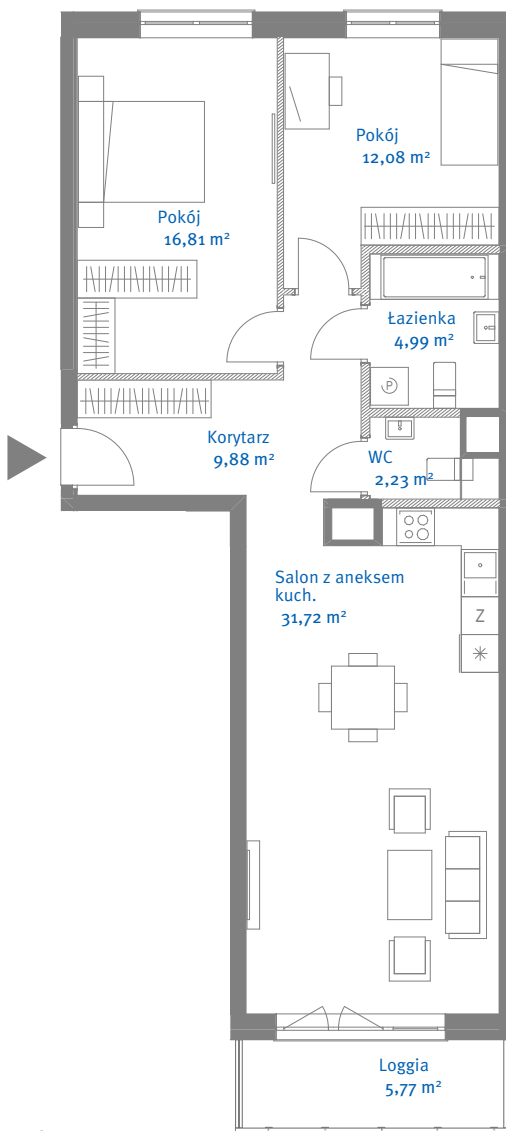 Pokój
12,08 m²
Pokój
16,81 m²
Łazienka
4,99 m²
P
Korytarz
9,88 m²
WC
2,23 m²
Salon z aneksem
kuch.
31,72 m²
Z
Loggia
5,77 m²